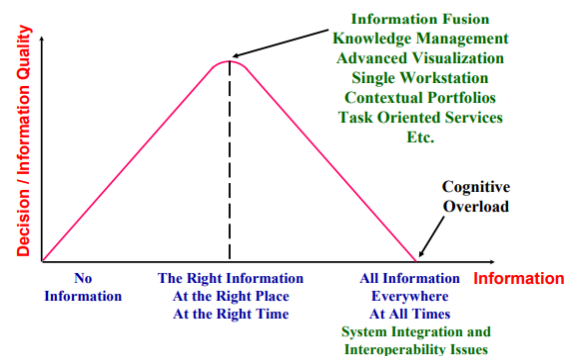 Information Fusion
Knowledge Management
Advanced Visualization
Single Workstation
Contextual Portfolios
Task Oriented Services
Etc.
Decision / Information Quality
Cognitive
Overload
No
Information
The Right Information
At the Right Place
At the Right Time
All Information
Everywhere
At All Times
Information
System Integration and
Interoperability Issues